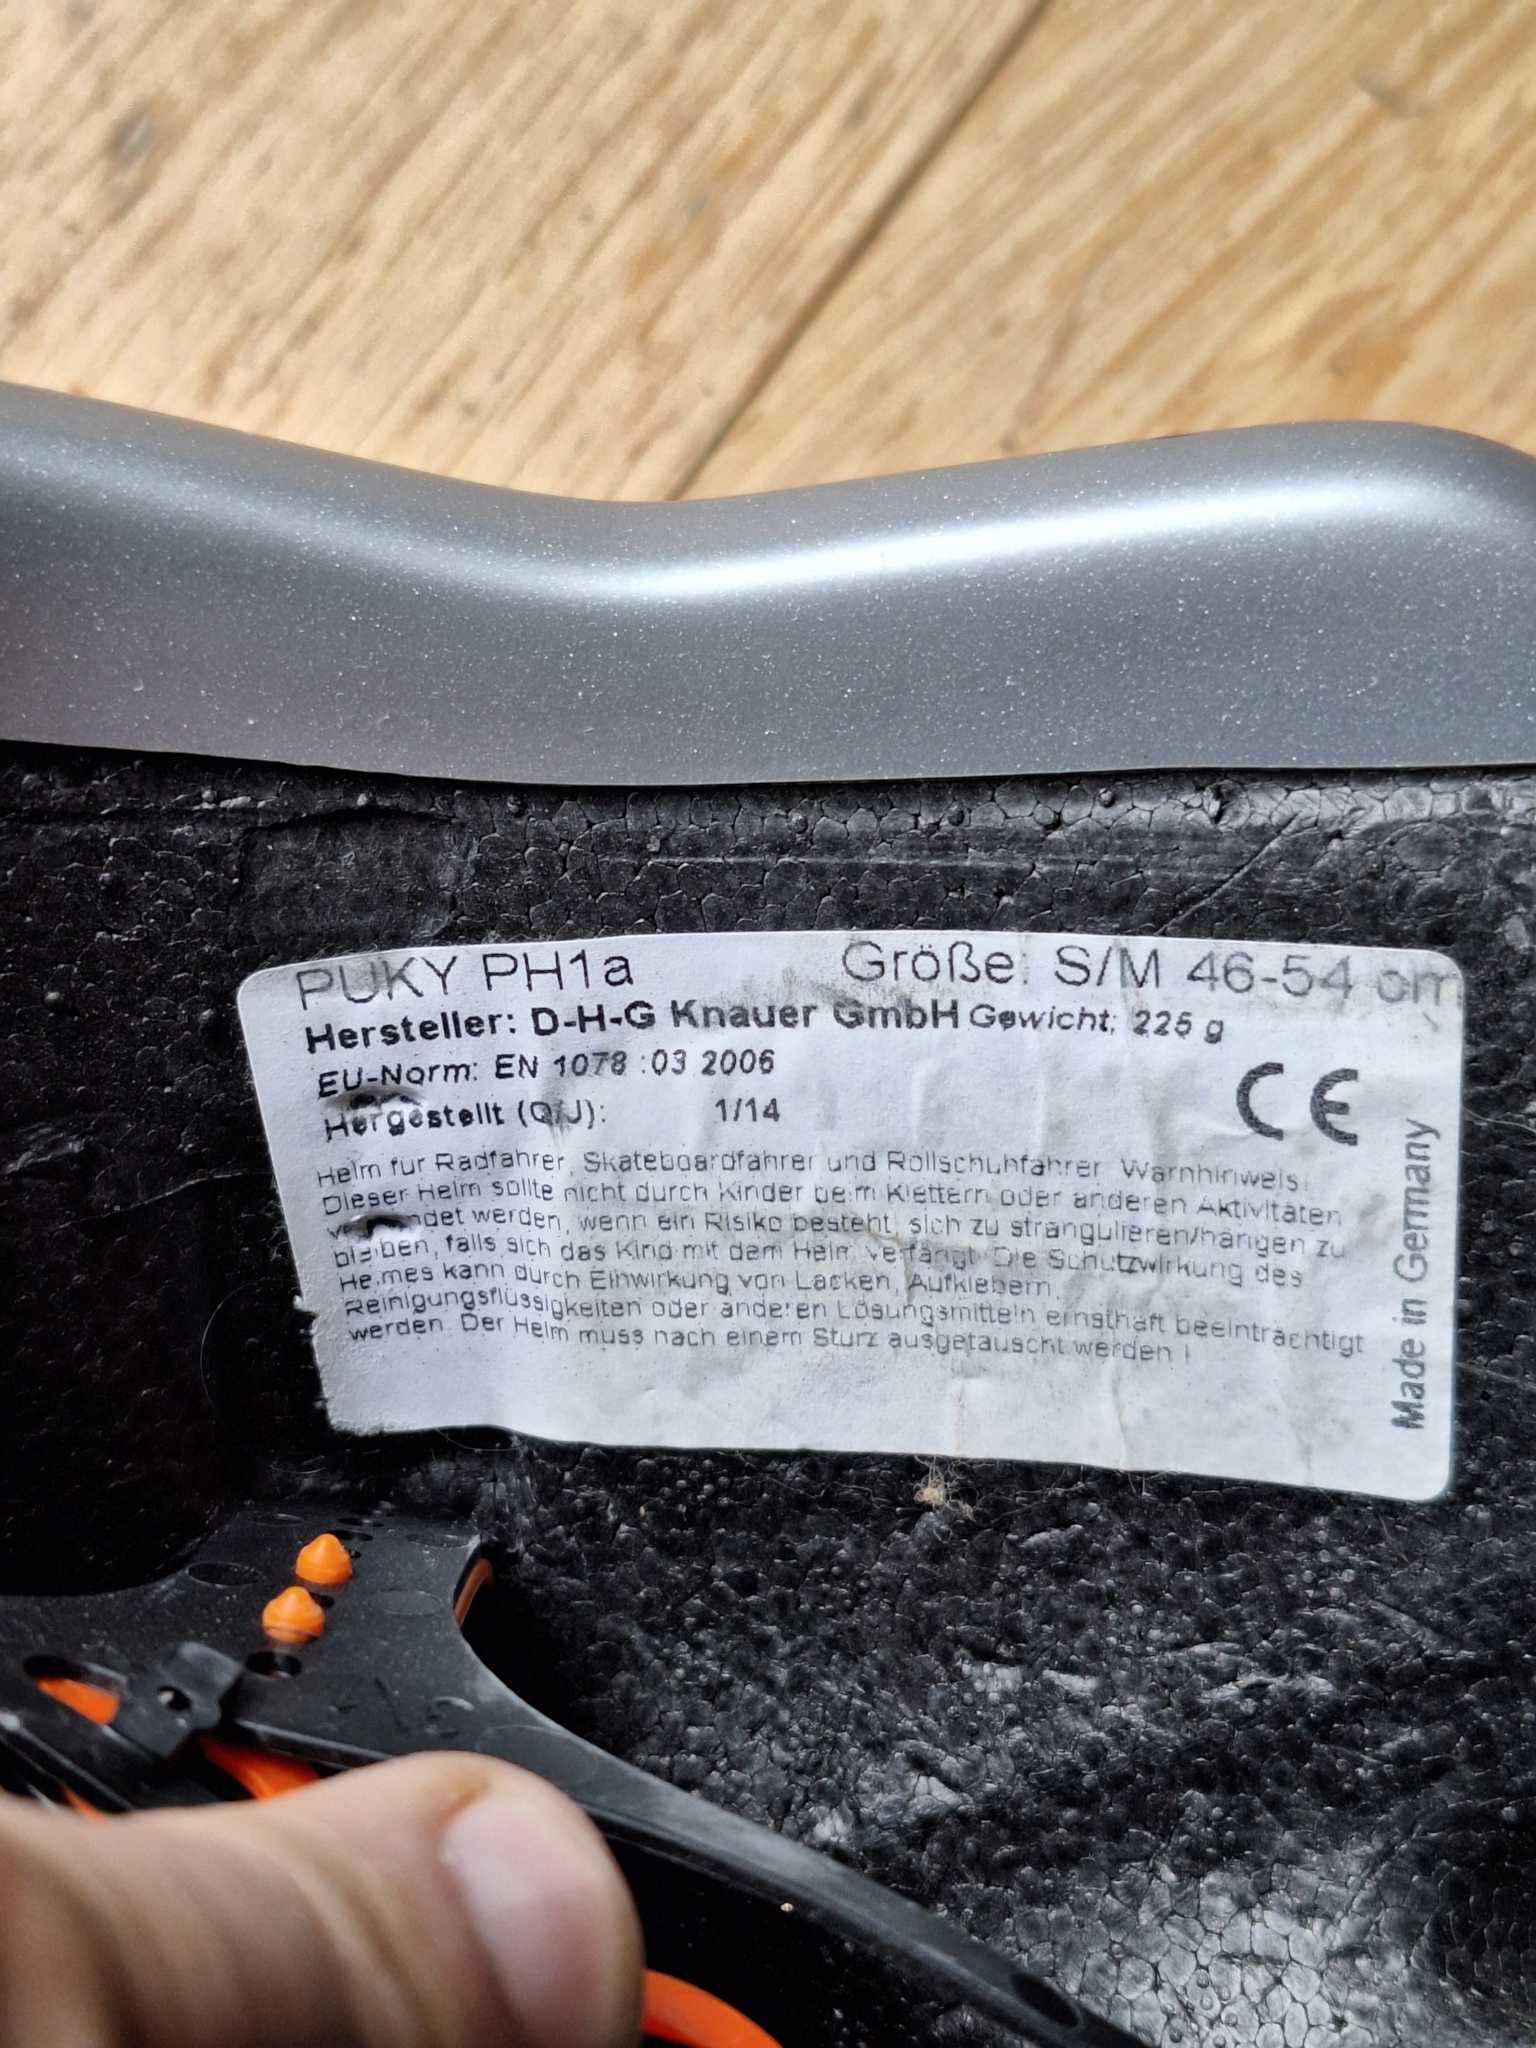 PUKY PH1a Größe: S/M 46-54 cm
Hersteller: D-H-G Knauer GmbH Gewicht: 225 g
EU-Norm: EN 1078 :03 2006
Hergestellt (Q/J): 1/14
CE
Helm für Radfahrer, Skateboardfahrer und Rollschuhfahrer. Warnhinweis:
Dieser Helm sollte nicht durch Kinder beim Klettern oder anderen Aktivitäten
verwendet werden, wenn ein Risiko besteht, sich zu strangulieren/hängen zu
bleiben, falls sich das Kind mit dem Helm verfängt. Die Schutzwirkung des
Helmes kann durch Einwirkung von Lacken, Aufklebern,
Reinigungsflüssigkeiten oder anderen Lösungsmitteln ernsthaft beeinträchtigt
werden. Der Helm muss nach einem Sturz ausgetauscht werden !
Made in Germany